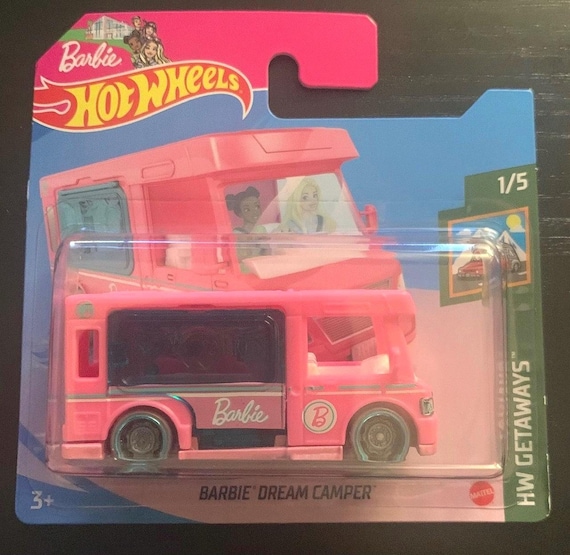 Barbie
HOT WHEELS
1/5
Barbie
B
HW GETAWAYS™
3+
BARBIE® DREAM CAMPER™
MATTEL